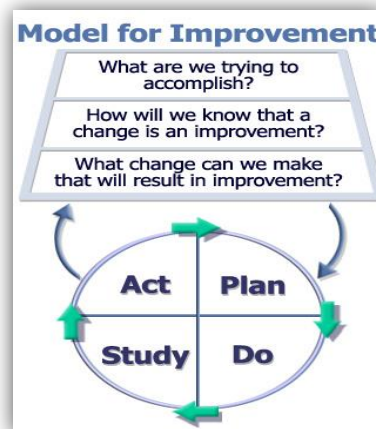 Model for Improvement
What are we trying to
accomplish?
How will we know that a
change is an improvement?
What change can we make
that will result in improvement?
Act
Plan
Study
Do